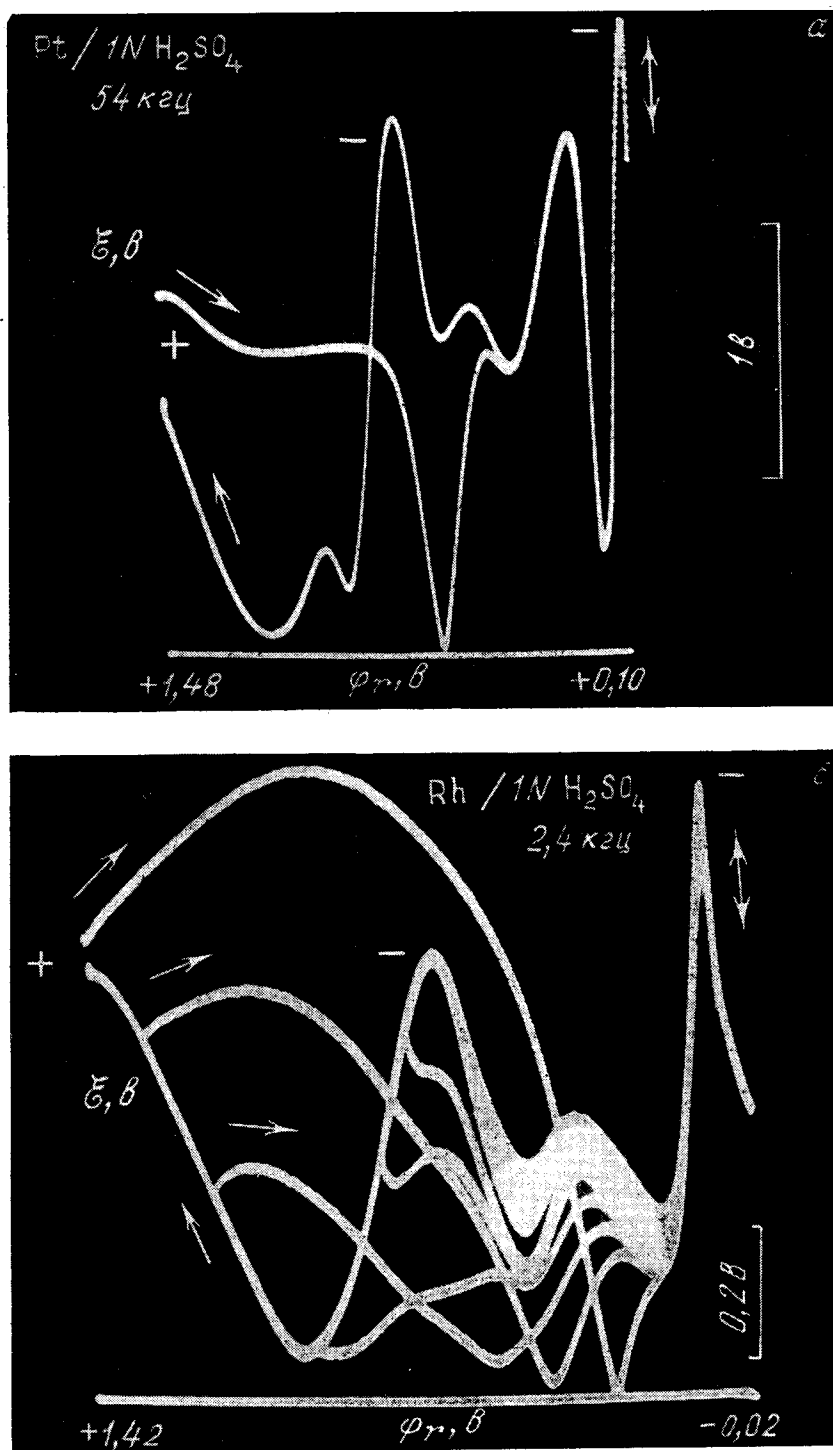 Pt / 1N H₂SO₄
54 кгц
а
−
−
ξ, в
+
1 в
+1,48
φr, в
+0,10
Rh / 1N H₂SO₄
2,4 кгц
−
−
+
ξ, в
0,2 в
+1,42
φr, в
−0,02